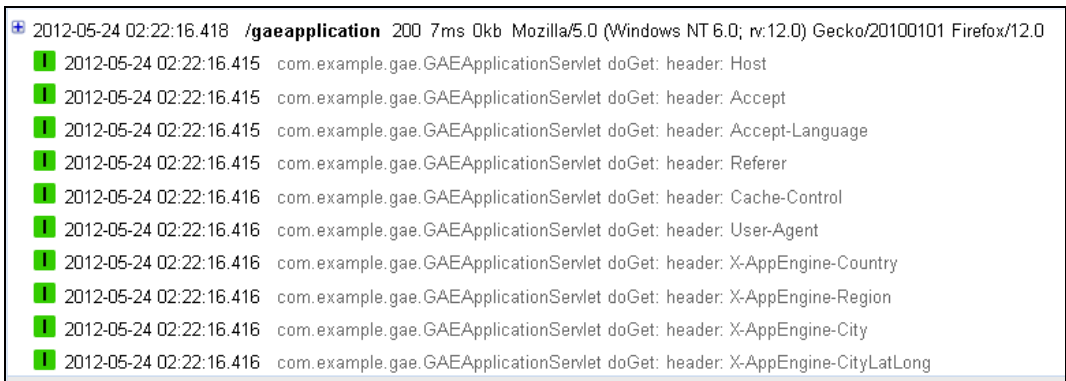 2012-05-24 02:22:16.418 /gaeapplication 200 7ms 0kb Mozilla/5.0 (Windows NT 6.0; rv:12.0) Gecko/20100101 Firefox/12.0
I 2012-05-24 02:22:16.415 com.example.gae.GAEApplicationServlet doGet: header: Host
I 2012-05-24 02:22:16.415 com.example.gae.GAEApplicationServlet doGet: header: Accept
I 2012-05-24 02:22:16.415 com.example.gae.GAEApplicationServlet doGet: header: Accept-Language
I 2012-05-24 02:22:16.415 com.example.gae.GAEApplicationServlet doGet: header: Referer
I 2012-05-24 02:22:16.416 com.example.gae.GAEApplicationServlet doGet: header: Cache-Control
I 2012-05-24 02:22:16.416 com.example.gae.GAEApplicationServlet doGet: header: User-Agent
I 2012-05-24 02:22:16.416 com.example.gae.GAEApplicationServlet doGet: header: X-AppEngine-Country
I 2012-05-24 02:22:16.416 com.example.gae.GAEApplicationServlet doGet: header: X-AppEngine-Region
I 2012-05-24 02:22:16.416 com.example.gae.GAEApplicationServlet doGet: header: X-AppEngine-City
I 2012-05-24 02:22:16.416 com.example.gae.GAEApplicationServlet doGet: header: X-AppEngine-CityLatLong